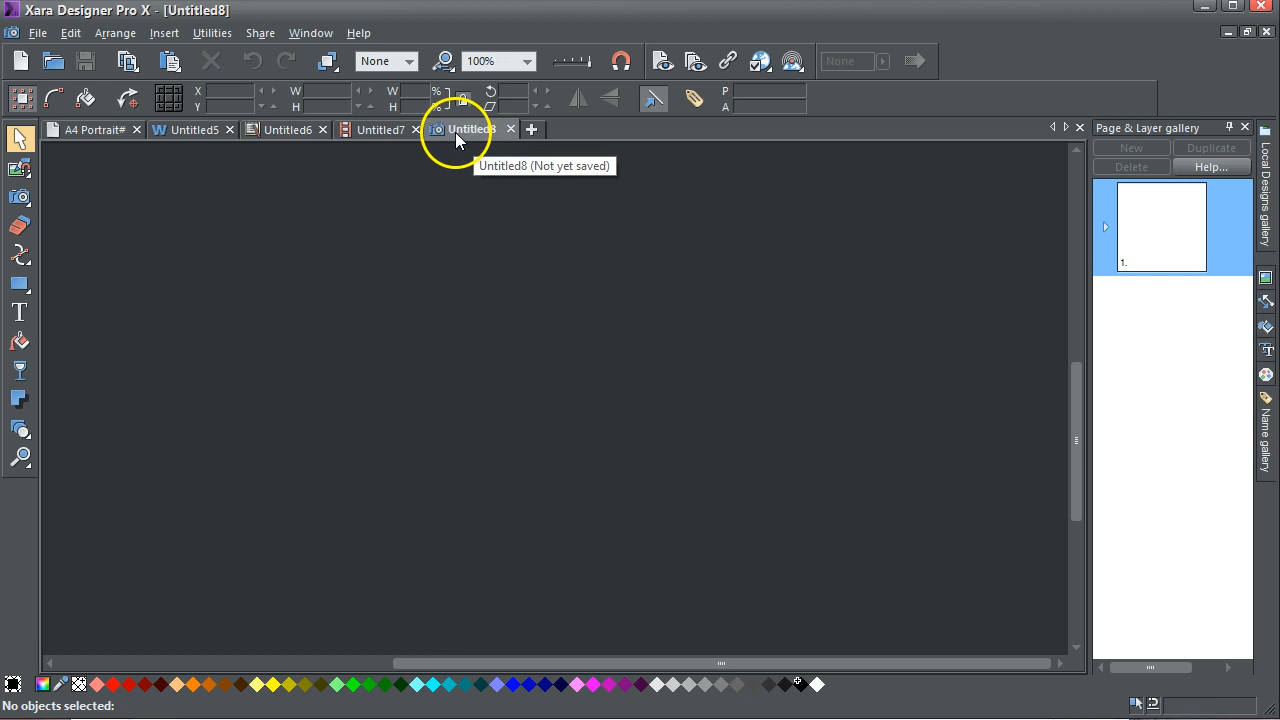 Xara Designer Pro X - [Untitled8]
File Edit Arrange Insert Utilities Share Window Help
None 100% None
X W W % P
Y H H % A
A4 Portrait# Untitled5 Untitled6 Untitled7 Untitled8
Untitled8 (Not yet saved)
Page & Layer gallery
New Duplicate
Delete Help...
1.
Local Designs gallery
Name gallery
No objects selected: